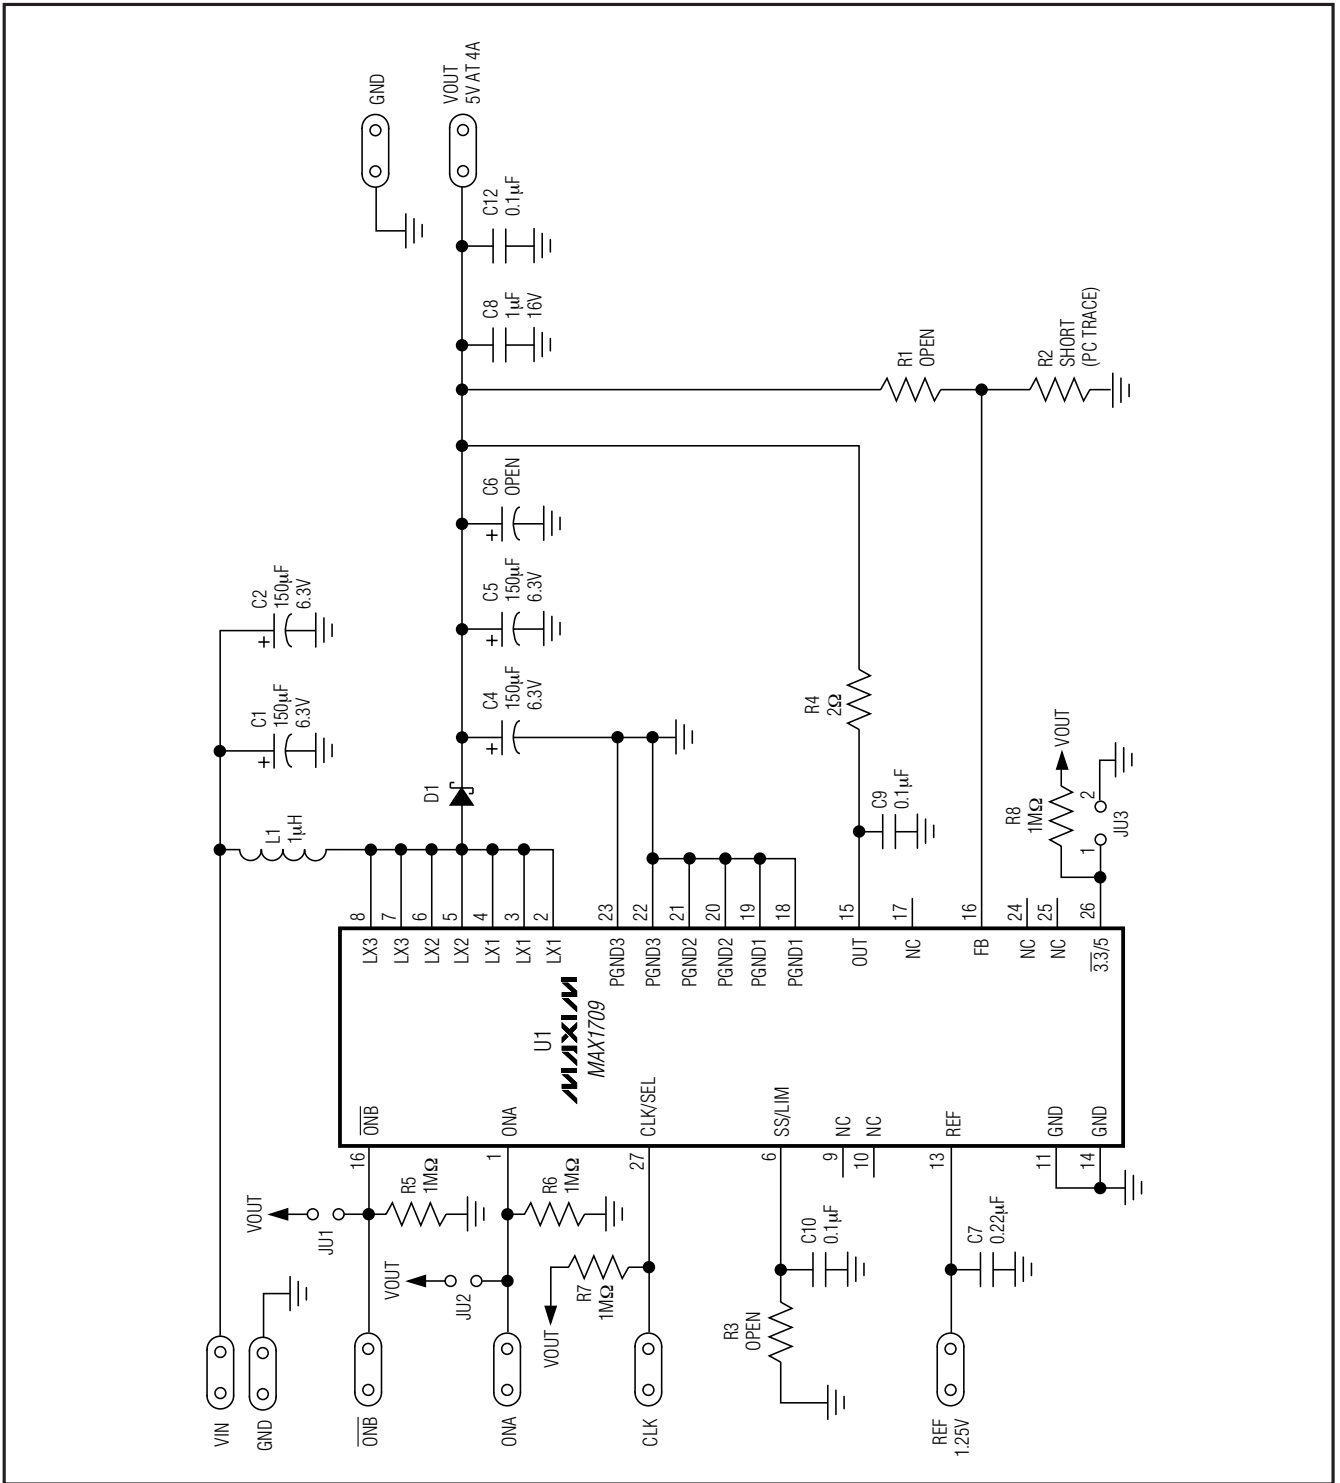 VIN
GND
ONB
ONA
CLK
REF
1.25V
VOUT
JU1
R5
1MΩ
VOUT
JU2
R6
1MΩ
R7
1MΩ
VOUT
R3
OPEN
C10
0.1µF
C7
0.22µF
16
1
27
6
9
10
13
11
14
ONB
ONA
CLK/SEL
SS/LIM
NC
NC
REF
GND
GND
U1
MAXIM
MAX1709
LX3
LX3
LX2
LX2
LX1
LX1
LX1
PGND3
PGND3
PGND2
PGND2
PGND1
PGND1
OUT
NC
FB
NC
NC
3.3/5
8
7
6
5
4
3
2
23
22
21
20
19
18
15
17
16
24
25
26
L1
1µH
C1
150µF
6.3V
C2
150µF
6.3V
D1
C4
150µF
6.3V
C5
150µF
6.3V
C6
OPEN
C8
1µF
16V
C12
0.1µF
GND
VOUT
5V AT 4A
C9
0.1µF
R4
2Ω
R1
OPEN
R2
SHORT
(PC TRACE)
R8
1MΩ
VOUT
1
2
JU3